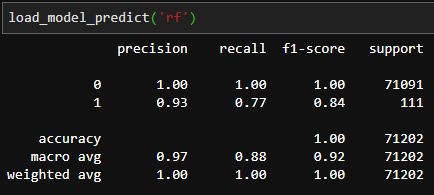 load_model_predict('rf')
precision recall f1-score support
0 1.00 1.00 1.00 71091
1 0.93 0.77 0.84 111
accuracy 1.00 71202
macro avg 0.97 0.88 0.92 71202
weighted avg 1.00 1.00 1.00 71202